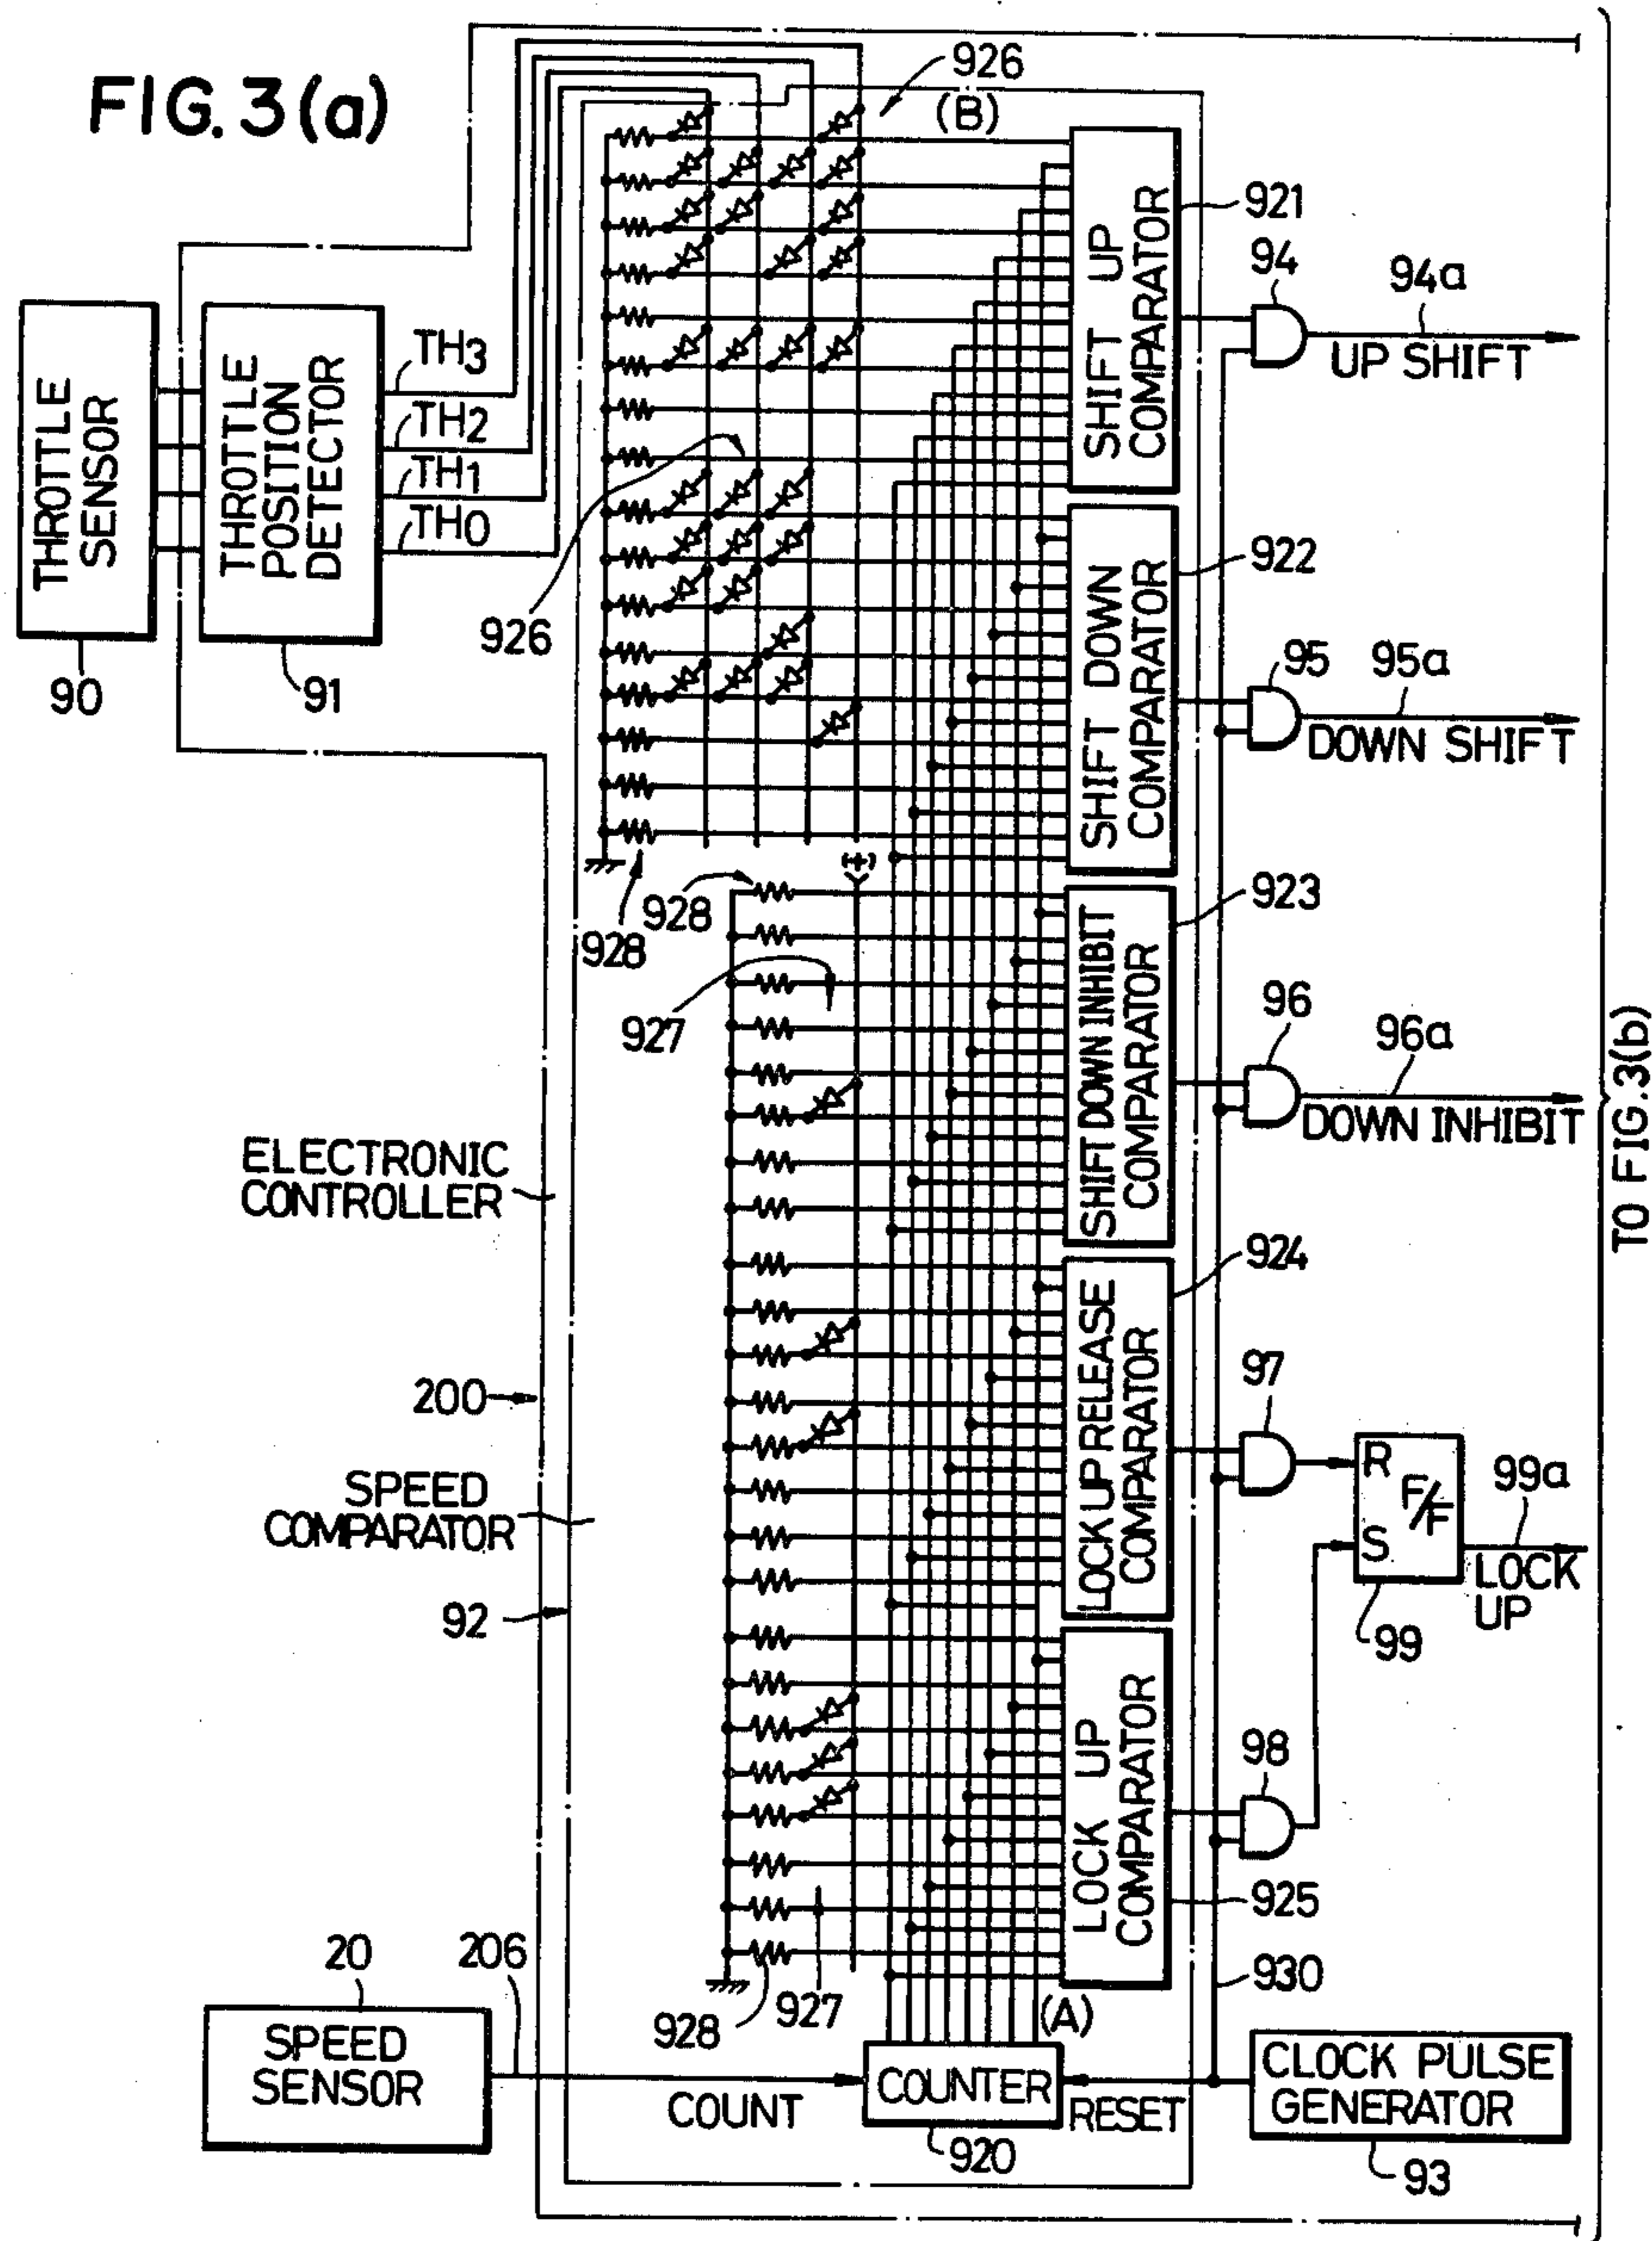 FIG. 3(a)
926
(B)
921
94
94a
UP SHIFT
SHIFT UP
COMPARATOR
THROTTLE
SENSOR
90
THROTTLE
POSITION
DETECTOR
91
TH3
TH2
TH1
TH0
926
922
SHIFT DOWN
COMPARATOR
95
95a
DOWN SHIFT
(+)
928
928
927
923
SHIFT DOWN INHIBIT
COMPARATOR
96
96a
DOWN INHIBIT
TO FIG.3(b)
ELECTRONIC
CONTROLLER
200
924
LOCK UP RELEASE
COMPARATOR
97
R
F/F
S
99
99a
LOCK
UP
SPEED
COMPARATOR
92
LOCK UP
COMPARATOR
98
925
930
20
206
SPEED
SENSOR
928
927
(A)
COUNT
COUNTER
920
RESET
CLOCK PULSE
GENERATOR
93